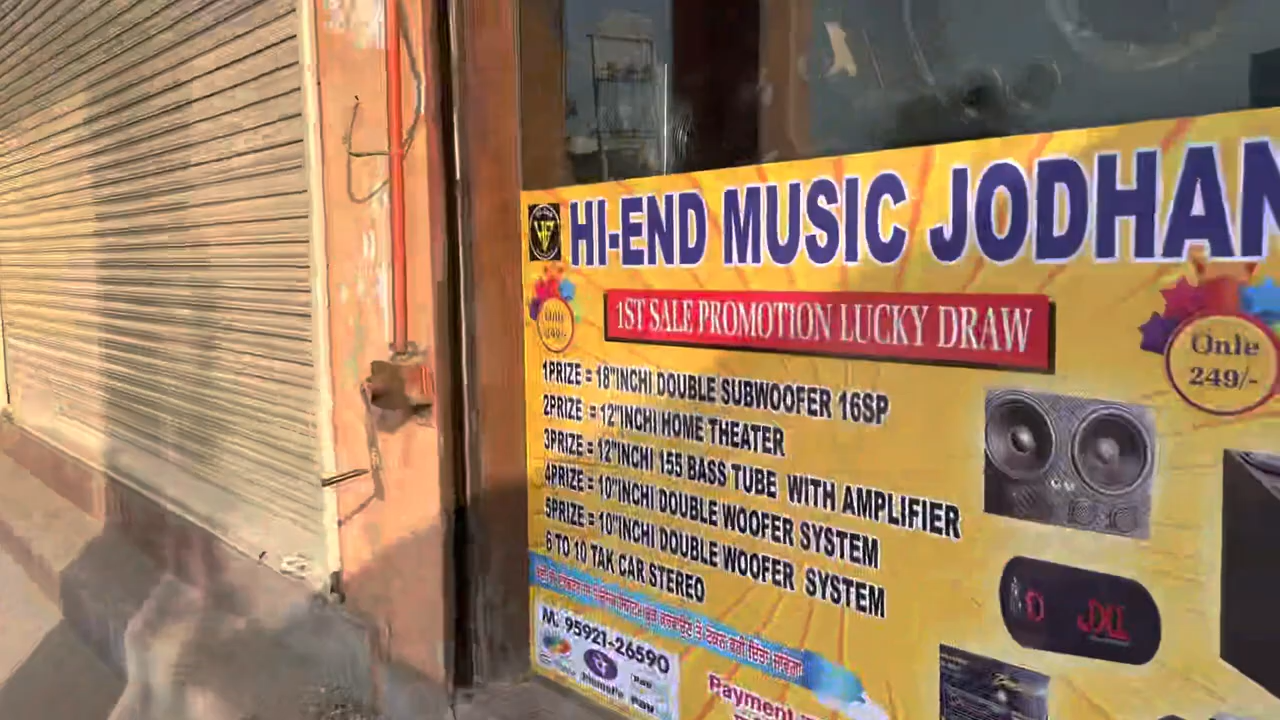 HI-END MUSIC JODHAN
1ST SALE PROMOTION LUCKY DRAW
Onle
249/-
1PRIZE = 18"INCHI DOUBLE SUBWOOFER 16SP
2PRIZE = 12"INCHI HOME THEATER
3PRIZE = 12"INCHI 155 BASS TUBE WITH AMPLIFIER
4PRIZE = 10"INCHI DOUBLE WOOFER SYSTEM
5PRIZE = 10"INCHI DOUBLE WOOFER SYSTEM
6 TO 10 TAK CAR STEREO
M. 95921-26590
Pay
Payment